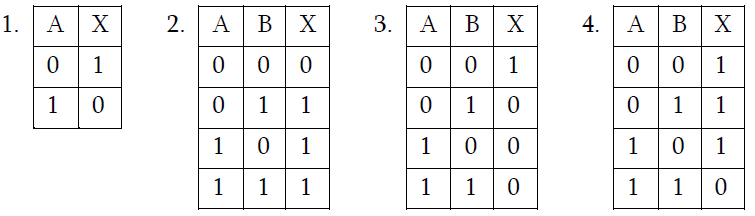 1. A X 2. A B X 3. A B X 4. A B X
0 1 0 0 0 0 0 1 0 0 1
1 0 0 1 1 0 1 0 0 1 1
1 0 1 1 0 0 1 0 1
1 1 1 1 1 0 1 1 0